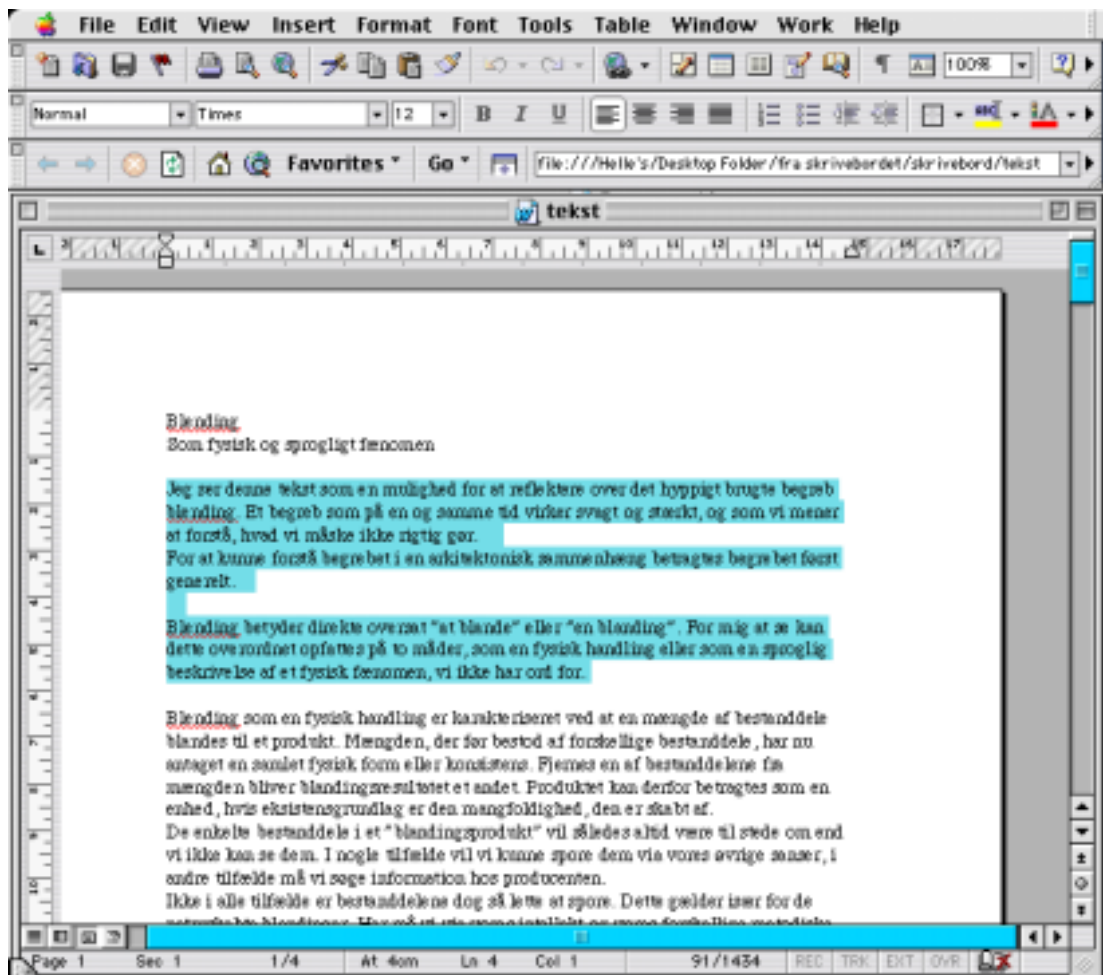 File Edit View Insert Format Font Tools Table Window Work Help
100%
Normal Times 12 B I U
Favorites Go file:///Helle's/Desktop Folder/fra skrivebordet/skrivebord/tekst
tekst
Blending
Som fysisk og sprogligt fænomen
Jeg ser denne tekst som en mulighed for at reflektere over det hyppigt brugte begreb
blending. Et begreb som på en og samme tid virker svagt og stærkt, og som vi mener
at forstå, hvad vi måske ikke rigtig gør.
For at kunne forstå begrebet i en arkitektonisk sammenhæng betragtes begrebet først
generelt.
Blending betyder direkte oversat "at blande" eller "en blanding". For mig at se kan
dette overordnet opfattes på to måder, som en fysisk handling eller som en sproglig
beskrivelse af et fysisk fænomen, vi ikke har ord for.
Blending som en fysisk handling er karakteriseret ved at en mængde af bestanddele
blandes til et produkt. Mængden, der før bestod af forskellige bestanddele, har nu
antaget en samlet fysisk form eller konsistens. Fjernes en af bestanddelene fra
mængden bliver blandingsresultatet et andet. Produktet kan derfor betragtes som en
enhed, hvis eksistensgrundlag er den mangfoldighed, den er skabt af.
De enkelte bestanddele i et "blandingsprodukt" vil således altid være til stede om end
vi ikke kan se dem. I nogle tilfælde vil vi kunne spore dem via vores øvrige sanser, i
andre tilfælde må vi søge information hos producenten.
Ikke i alle tilfælde er bestanddelene dog så lette at spore. Dette gælder især for de
Page 1 Sec 1 1/4 At 4cm Ln 4 Col 1 91/1434 REC TRK EXT OVR